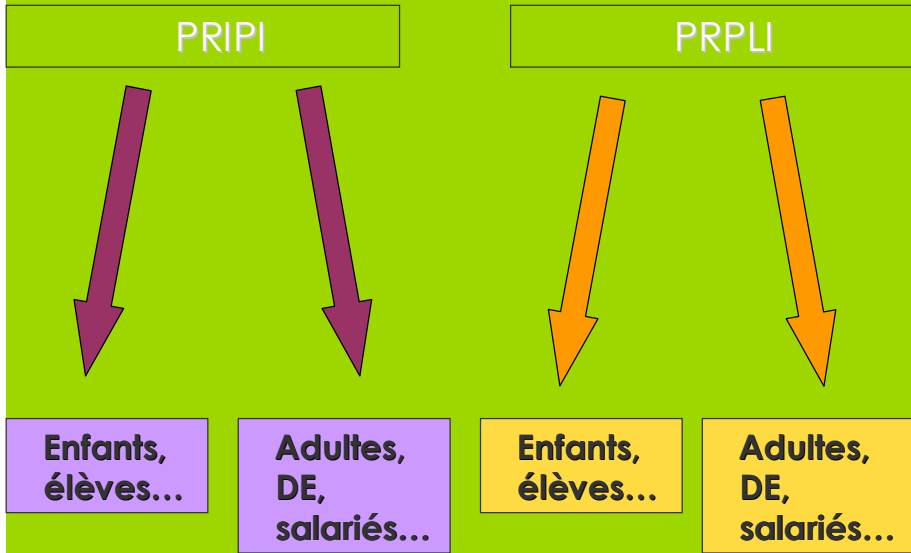 PRIPI
PRPLI
Enfants,
élèves…
Adultes,
DE,
salariés…
Enfants,
élèves…
Adultes,
DE,
salariés…